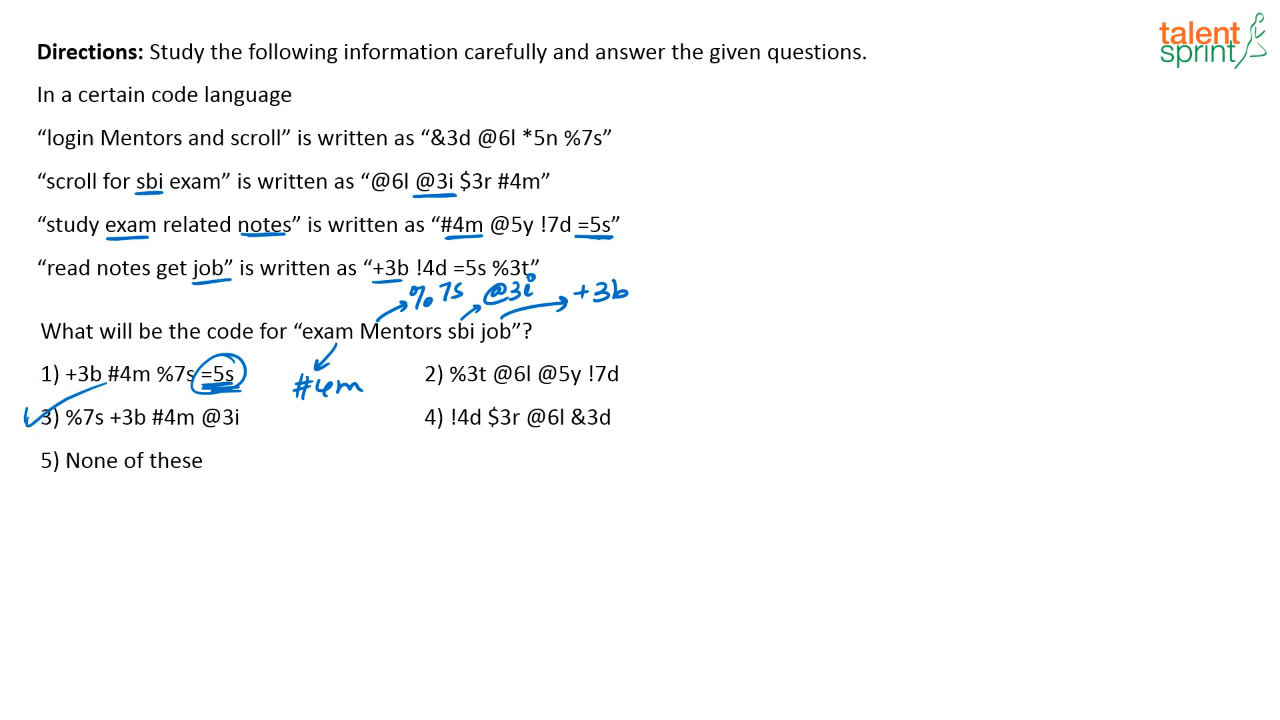 talent
sprint
Directions: Study the following information carefully and answer the given questions.
In a certain code language
“login Mentors and scroll” is written as “&3d @6l *5n %7s”
“scroll for sbi exam” is written as “@6l @3i $3r #4m”
“study exam related notes” is written as “#4m @5y !7d =5s”
“read notes get job” is written as “+3b !4d =5s %3t”
%7s @3i +3b
What will be the code for “exam Mentors sbi job”?
1) +3b #4m %7s =5s 2) %3t @6l @5y !7d
#4m
3) %7s +3b #4m @3i 4) !4d $3r @6l &3d
5) None of these